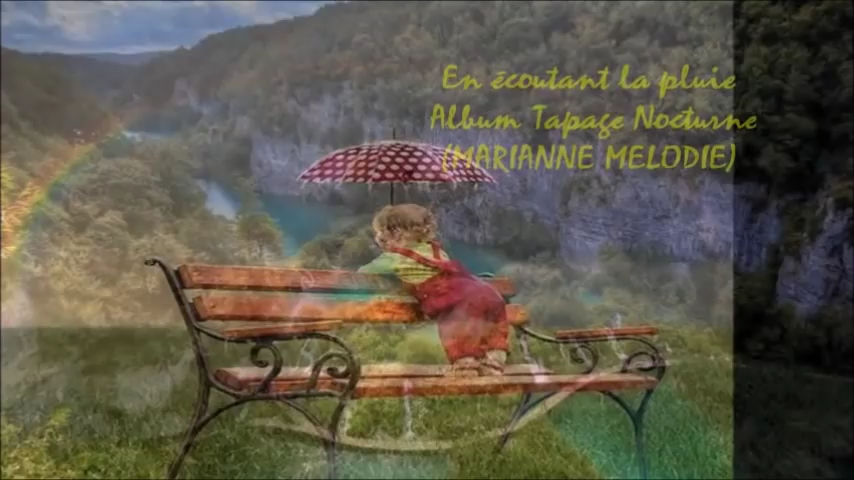 En écoutant la pluie
Album Tapage Nocturne
(MARIANNE MELODIE)